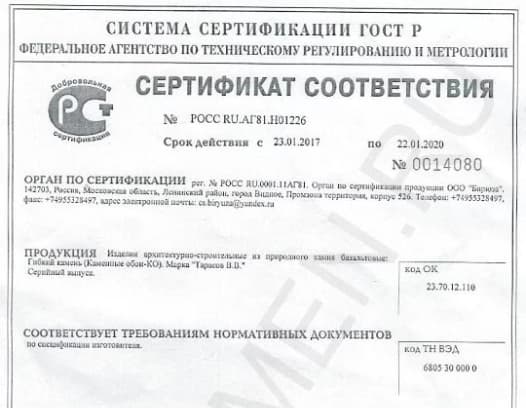 СИСТЕМА СЕРТИФИКАЦИИ ГОСТ Р
ФЕДЕРАЛЬНОЕ АГЕНТСТВО ПО ТЕХНИЧЕСКОМУ РЕГУЛИРОВАНИЮ И МЕТРОЛОГИИ
Добровольная
сертификация
СЕРТИФИКАТ СООТВЕТСТВИЯ
№ РОСС RU.АГ81.Н01226
Срок действия с 23.01.2017 по 22.01.2020
№ 0014080
ОРГАН ПО СЕРТИФИКАЦИИ рег. № РОСС RU.0001.11АГ81. Орган по сертификации продукции ООО "Бирюза".
142703, Россия, Московская область, Ленинский район, город Видное, Промзона территория, корпус 526. Телефон: +74955328497,
факс: +74955328497, адрес электронной почты: cs.biryuza@yandex.ru
ПРОДУКЦИЯ Изделия архитектурно-строительные из природного камня базальтовые:
Гибкий камень (Каменные обои-КО). Марка "Тарасов В.В."
Серийный выпуск.
код ОК
23.70.12.110
СООТВЕТСТВУЕТ ТРЕБОВАНИЯМ НОРМАТИВНЫХ ДОКУМЕНТОВ
по спецификации изготовителя.
код ТН ВЭД
6805 30 000 0
MEN.RU